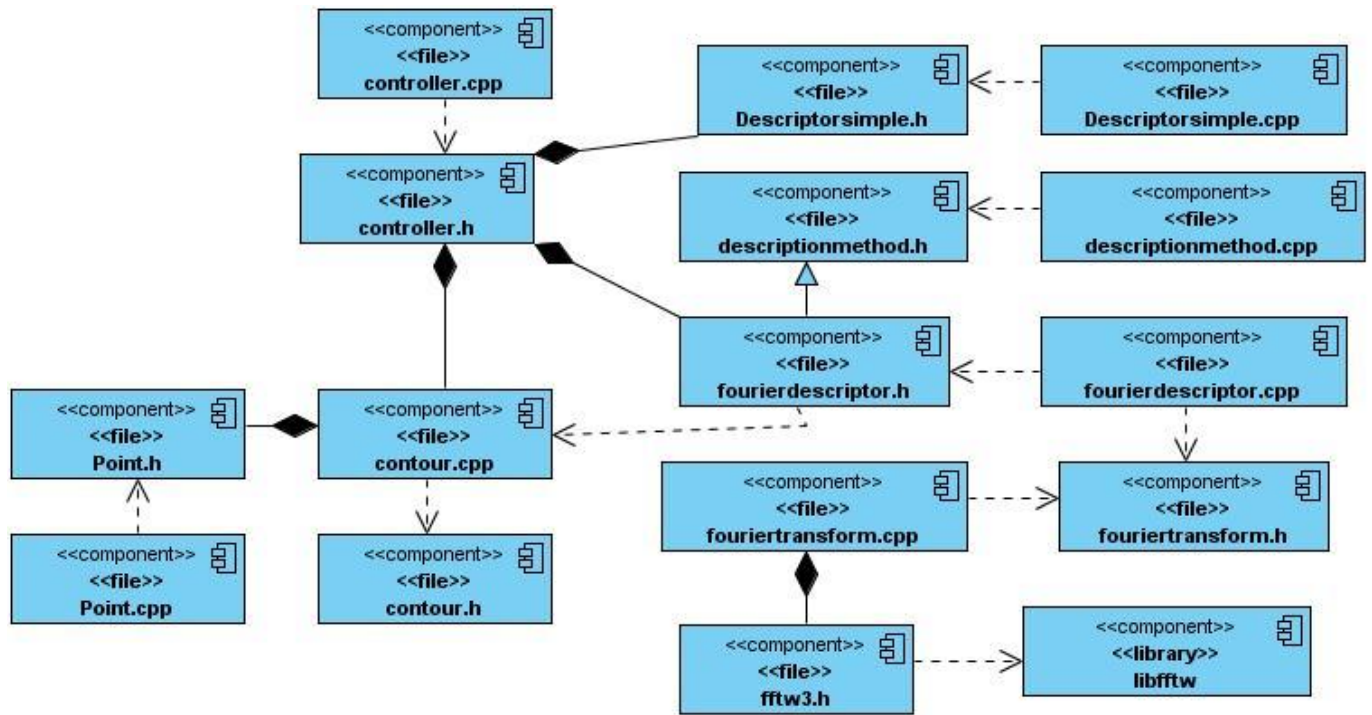 <<component>>
<<file>>
controller.cpp
<<component>>
<<file>>
Descriptorsimple.h
<<component>>
<<file>>
Descriptorsimple.cpp
<<component>>
<<file>>
controller.h
<<component>>
<<file>>
descriptionmethod.h
<<component>>
<<file>>
descriptionmethod.cpp
<<component>>
<<file>>
fourierdescriptor.h
<<component>>
<<file>>
fourierdescriptor.cpp
<<component>>
<<file>>
Point.h
<<component>>
<<file>>
contour.cpp
<<component>>
<<file>>
fouriertransform.cpp
<<component>>
<<file>>
fouriertransform.h
<<component>>
<<file>>
Point.cpp
<<component>>
<<file>>
contour.h
<<component>>
<<file>>
fftw3.h
<<component>>
<<library>>
libfftw